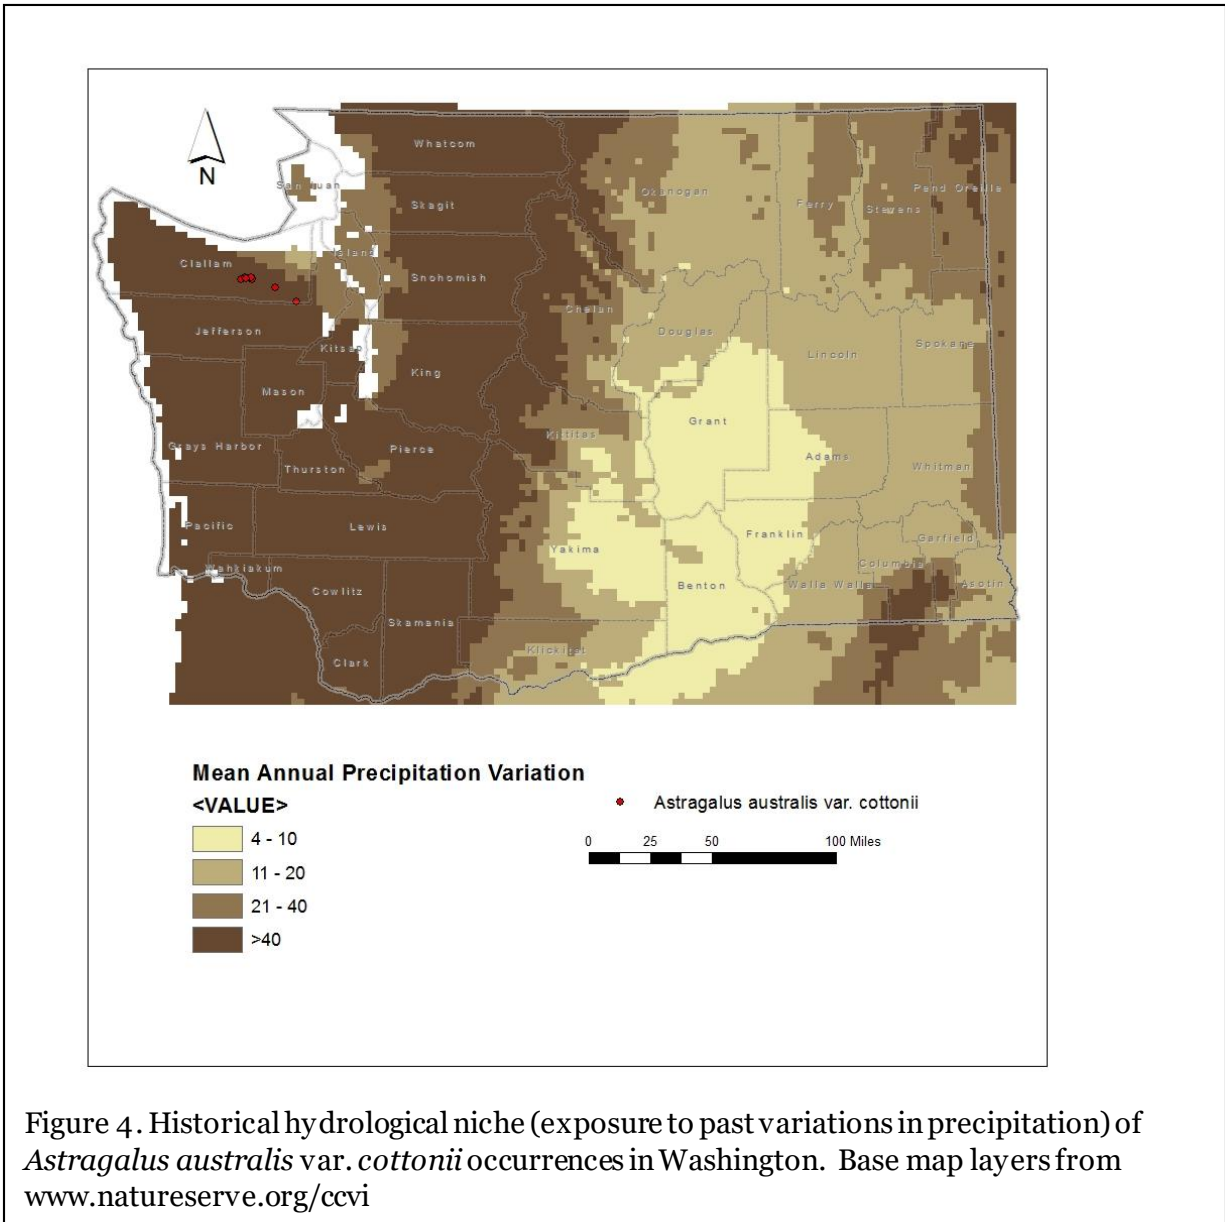 N
Whatcom
San Juan
Okanogan
Ferry
Pend Oreille
Stevens
Skagit
Island
Clallam
Snohomish
Chelan
Jefferson
Douglas
Kitsap
Lincoln
Spokane
King
Mason
Grant
Kittitas
Grays Harbor
Pierce
Adams
Thurston
Whitman
Pacific
Lewis
Franklin
Garfield
Yakima
Wahkiakum
Columbia
Benton
Walla Walla
Asotin
Cowlitz
Skamania
Klickitat
Clark
Mean Annual Precipitation Variation
<VALUE>
4 - 10
11 - 20
21 - 40
>40
Astragalus australis var. cottonii
0 25 50 100 Miles
Figure 4. Historical hydrological niche (exposure to past variations in precipitation) of
Astragalus australis var. cottonii occurrences in Washington. Base map layers from
www.natureserve.org/ccvi